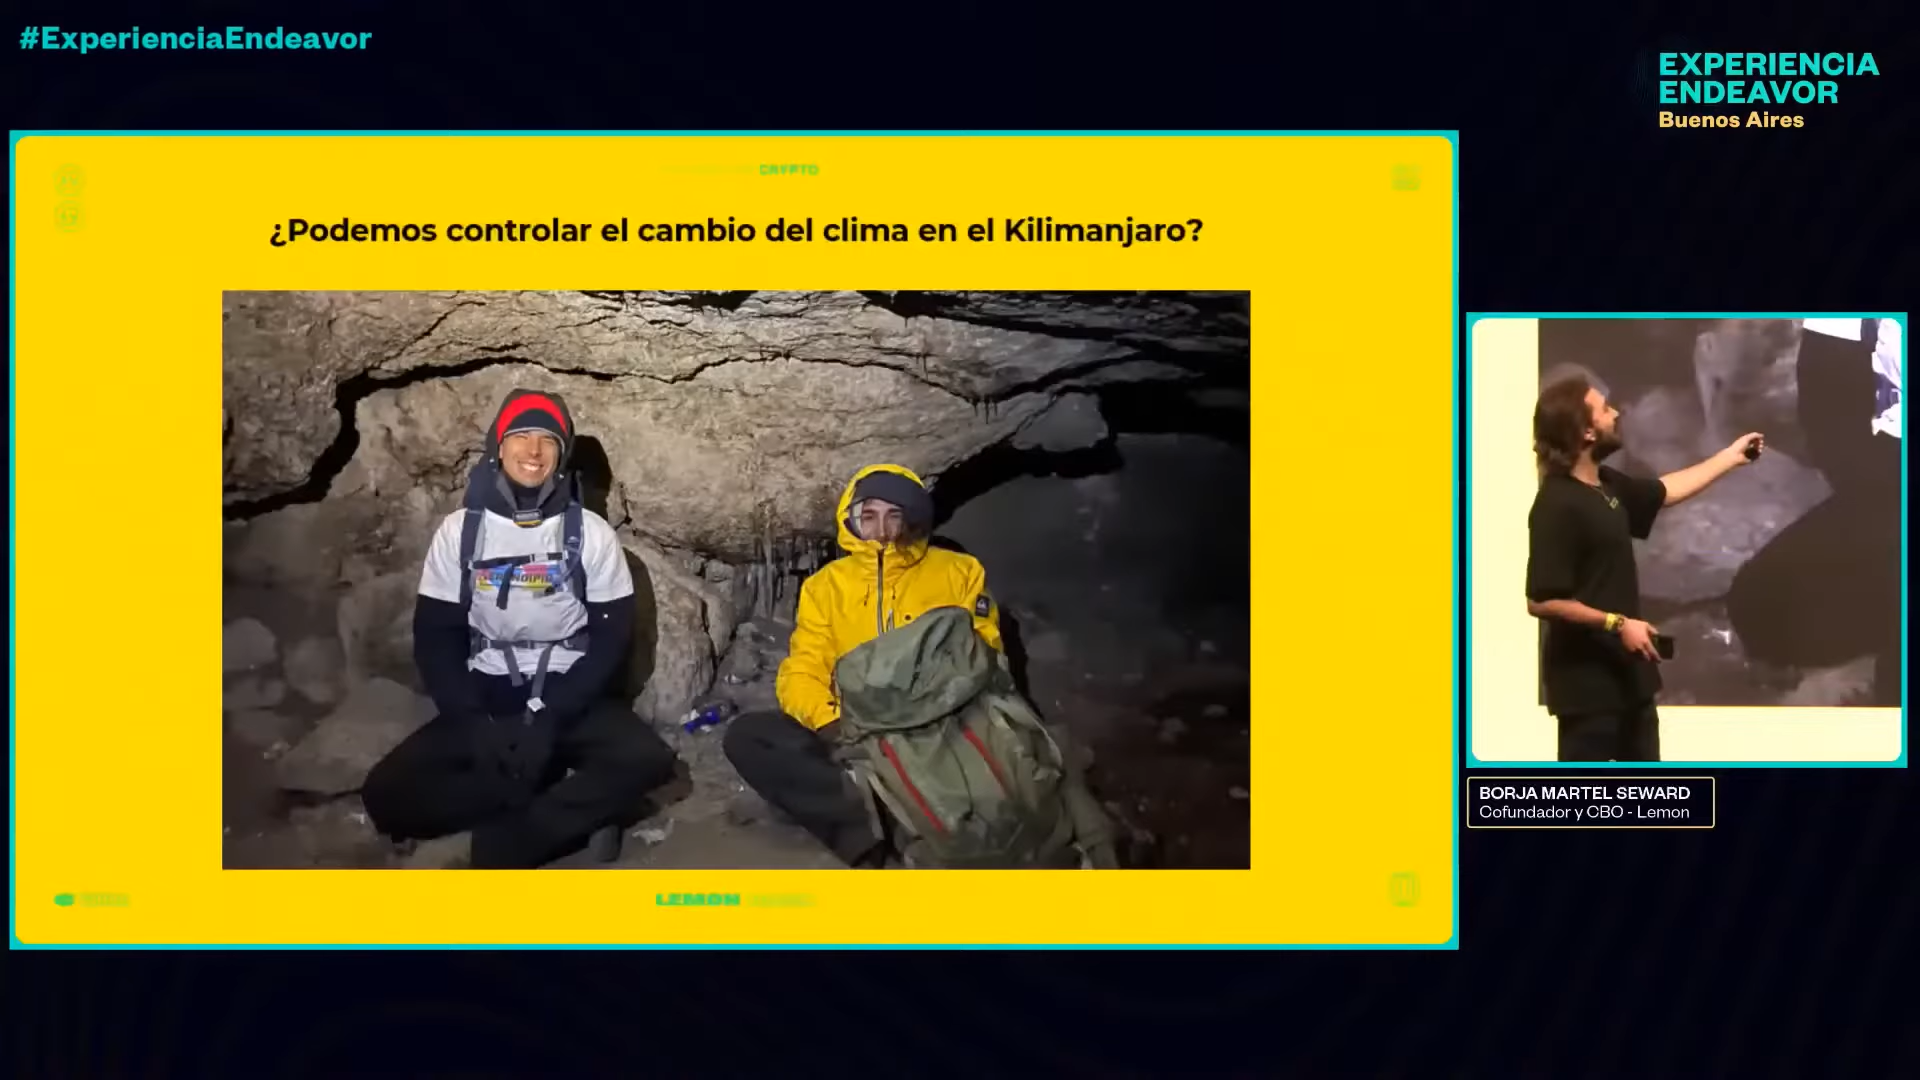 #ExperienciaEndeavor
EXPERIENCIA
ENDEAVOR
Buenos Aires
CRYPTO
¿Podemos controlar el cambio del clima en el Kilimanjaro?
LEMON
BORJA MARTEL SEWARD
Cofundador y CBO - Lemon